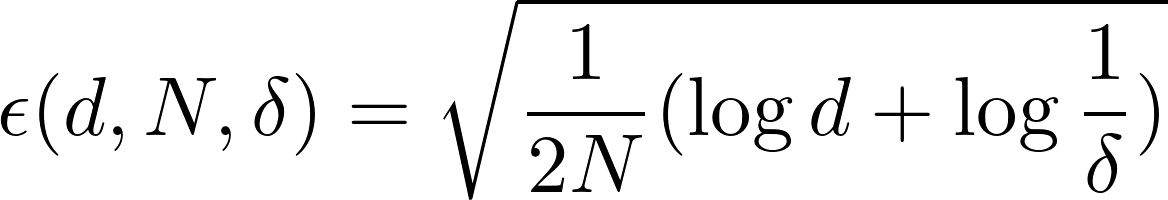 ϵ(d, N, δ) = √(1/2N (log d + log 1/δ))